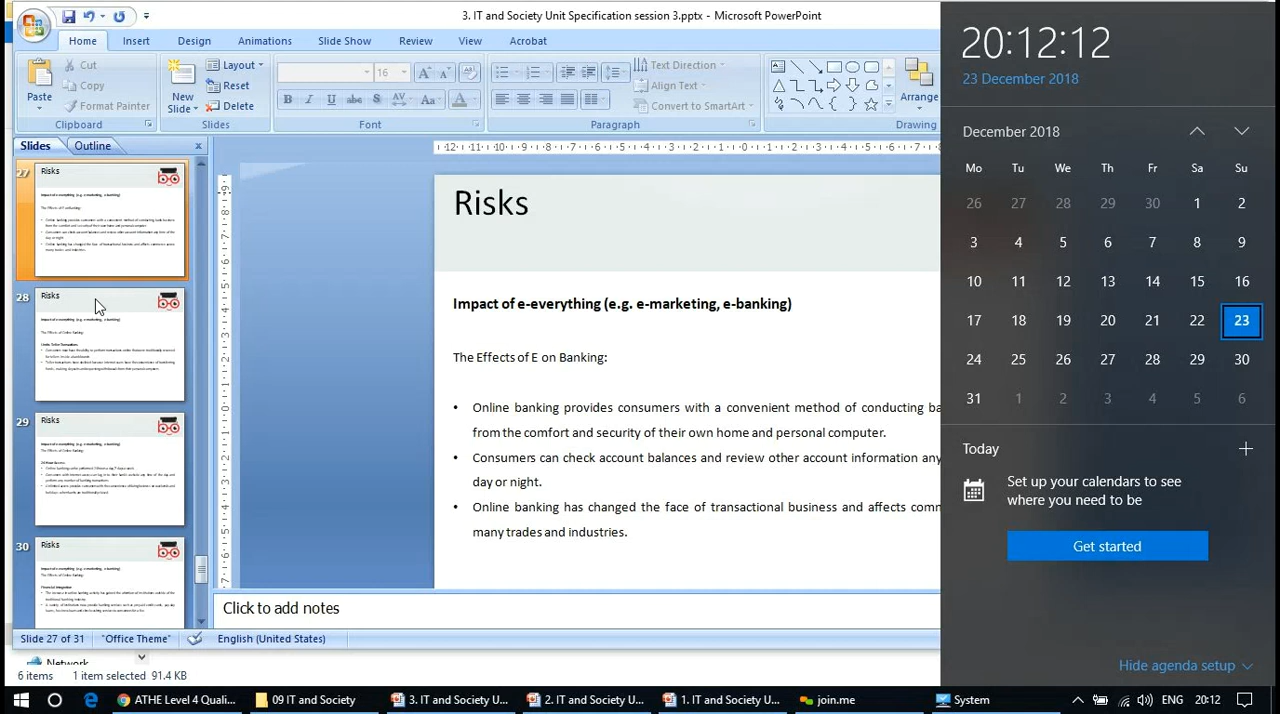 3. IT and Society Unit Specification session 3.pptx - Microsoft PowerPoint
Home Insert Design Animations Slide Show Review View Acrobat
Paste
Cut
Copy
Format Painter
Clipboard
New Slide
Layout
Reset
Delete
Slides
16
Font
Text Direction
Align Text
Convert to SmartArt
Paragraph
Arrange
Drawing
Slides Outline
27
Risks
28
Risks
29
Risks
30
Risks
Risks
Impact of e-everything (e.g. e-marketing, e-banking)
The Effects of E on Banking:
• Online banking provides consumers with a convenient method of conducting ba
from the comfort and security of their own home and personal computer.
• Consumers can check account balances and review other account information any
day or night.
• Online banking has changed the face of transactional business and affects comm
many trades and industries.
Click to add notes
Slide 27 of 31 "Office Theme" English (United States)
Network
6 items 1 item selected 91.4 KB
20:12:12
23 December 2018
December 2018
Mo Tu We Th Fr Sa Su
26 27 28 29 30 1 2
3 4 5 6 7 8 9
10 11 12 13 14 15 16
17 18 19 20 21 22 23
24 25 26 27 28 29 30
31 1 2 3 4 5 6
Today
Set up your calendars to see
where you need to be
Get started
Hide agenda setup
ATHE Level 4 Quali... 09 IT and Society 3. IT and Society U... 2. IT and Society U... 1. IT and Society U... join.me System ENG 20:12